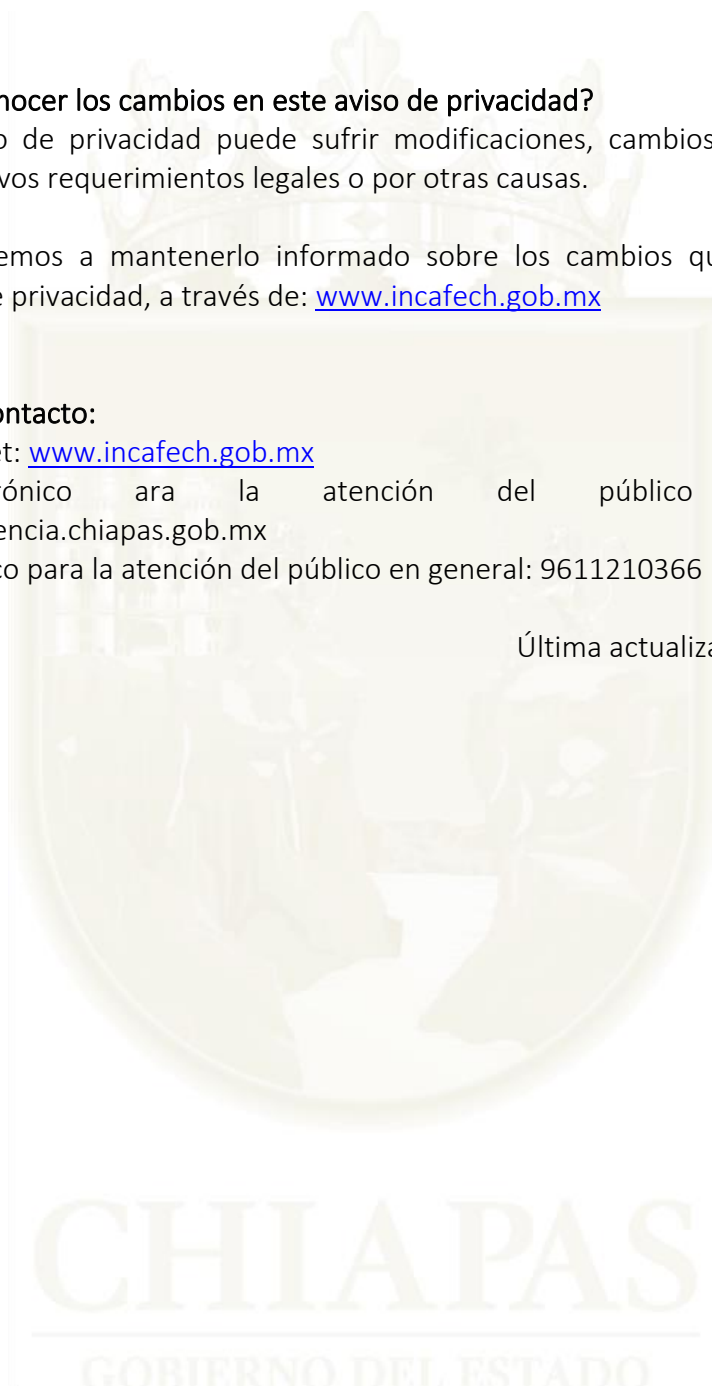 nocer los cambios en este aviso de privacidad?
o de privacidad puede sufrir modificaciones, cambios
vos requerimientos legales o por otras causas.
emos a mantenerlo informado sobre los cambios qu
e privacidad, a través de: www.incafech.gob.mx
ontacto:
et: www.incafech.gob.mx
rónico ara la atención del público
encia.chiapas.gob.mx
co para la atención del público en general: 9611210366
Última actualiza
CHIAPAS
GOBIERNO DEL ESTADO